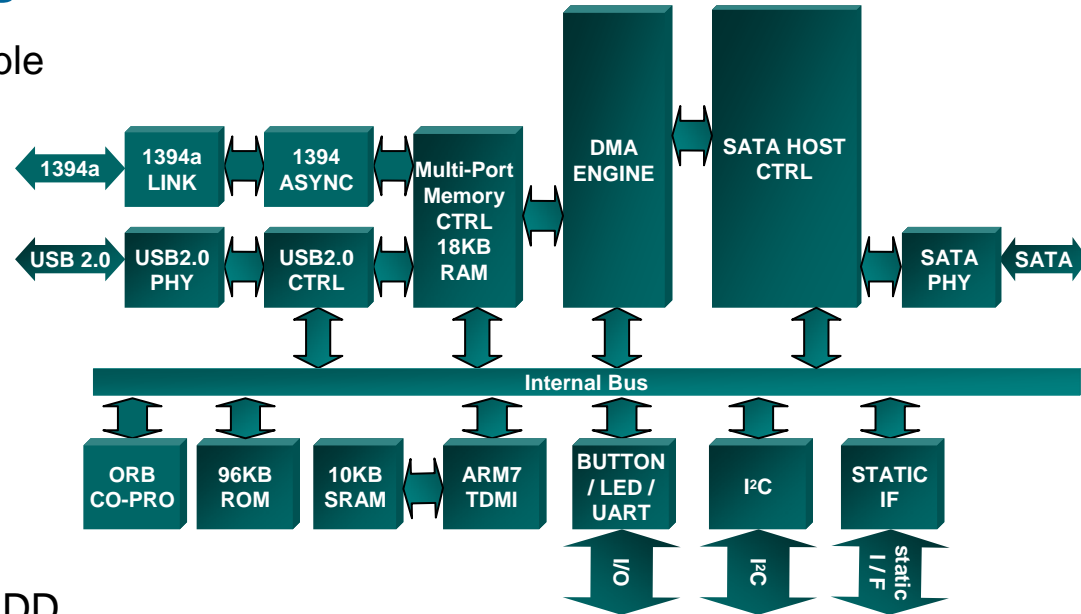 ple
1394a
1394a
LINK
1394
ASYNC
Multi-Port
Memory
CTRL
18KB
RAM
DMA
ENGINE
SATA HOST
CTRL
USB 2.0
USB2.0
PHY
USB2.0
CTRL
SATA
PHY
SATA
Internal Bus
ORB
CO-PRO
96KB
ROM
10KB
SRAM
ARM7
TDMI
BUTTON
/ LED /
UART
I²C
STATIC
IF
I/O
I²C
static
I / F
DD